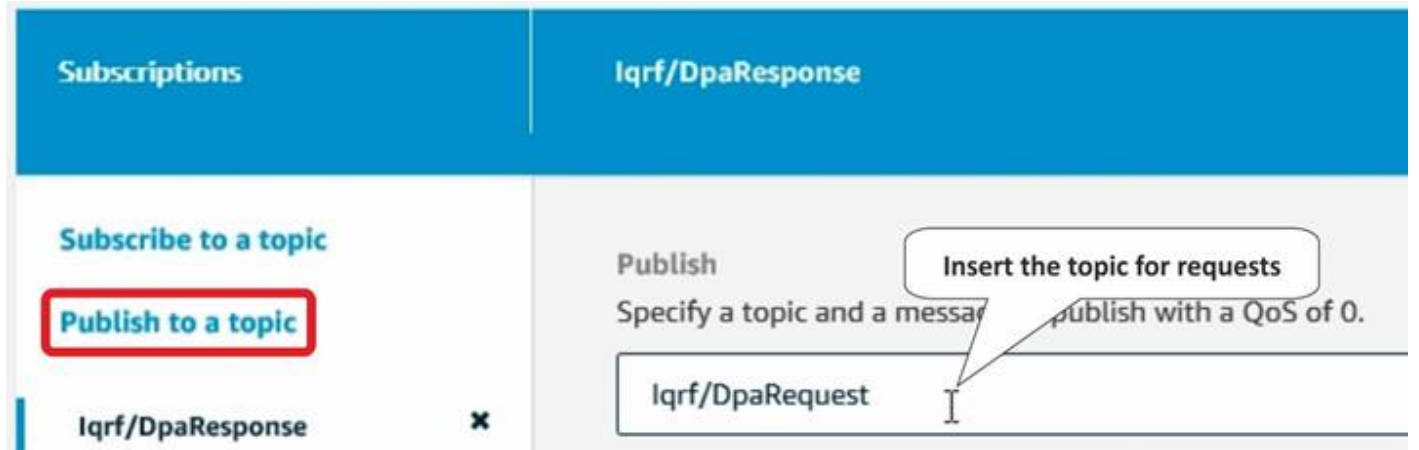 Subscriptions
Iqrf/DpaResponse
Subscribe to a topic
Publish to a topic
Iqrf/DpaResponse ×
Publish
Insert the topic for requests
Specify a topic and a messa publish with a QoS of 0.
Iqrf/DpaRequest